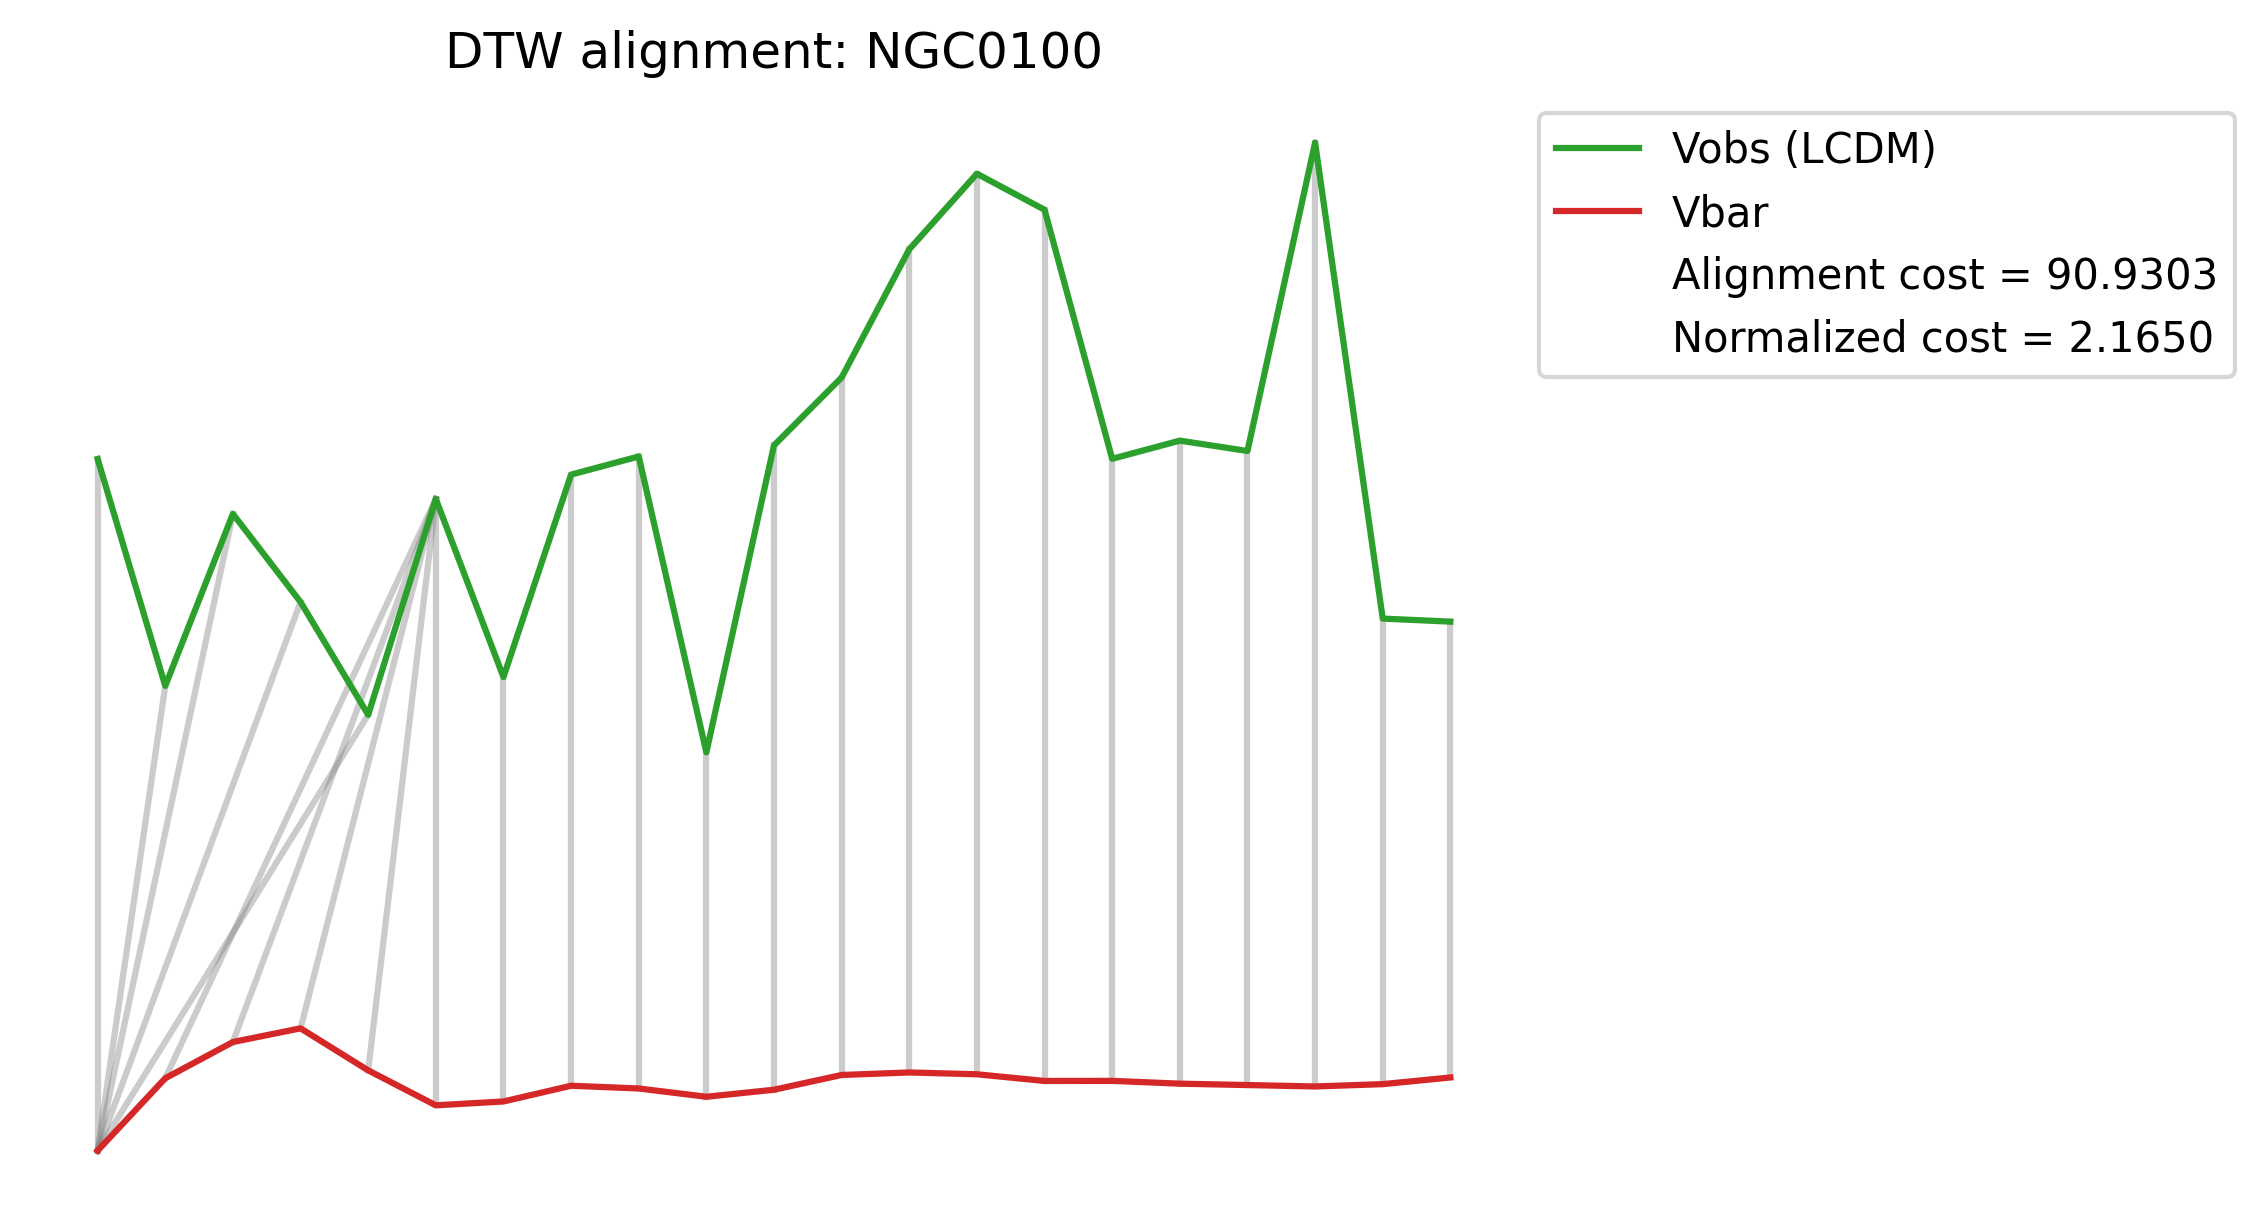 DTW alignment: NGC0100
Vobs (LCDM)
Vbar
Alignment cost = 90.9303
Normalized cost = 2.1650